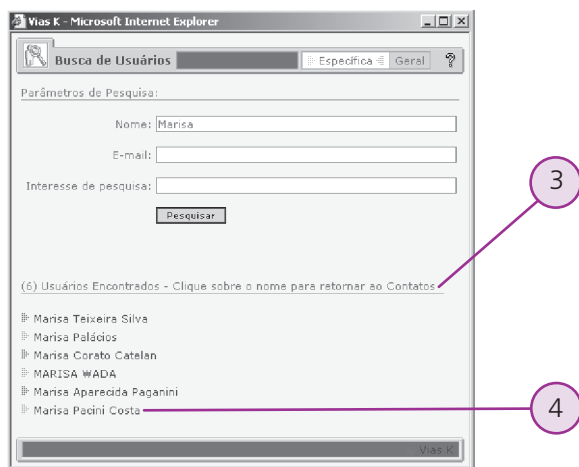 Vias K - Microsoft Internet Explorer
Busca de Usuários
Específica
Geral
?
Parâmetros de Pesquisa:
Nome: Marisa
E-mail:
Interesse de pesquisa:
Pesquisar
3
(6) Usuários Encontrados - Clique sobre o nome para retornar ao Contatos
Marisa Teixeira Silva
Marisa Palácios
Marisa Corato Catelan
MARISA WADA
Marisa Aparecida Paganini
Marisa Pacini Costa
4
Vias K